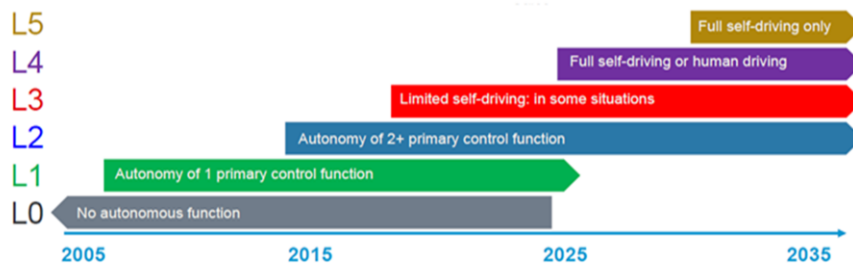 L5 Full self-driving only
L4 Full self-driving or human driving
L3 Limited self-driving: in some situations
L2 Autonomy of 2+ primary control function
L1 Autonomy of 1 primary control function
L0 No autonomous function
2005 2015 2025 2035